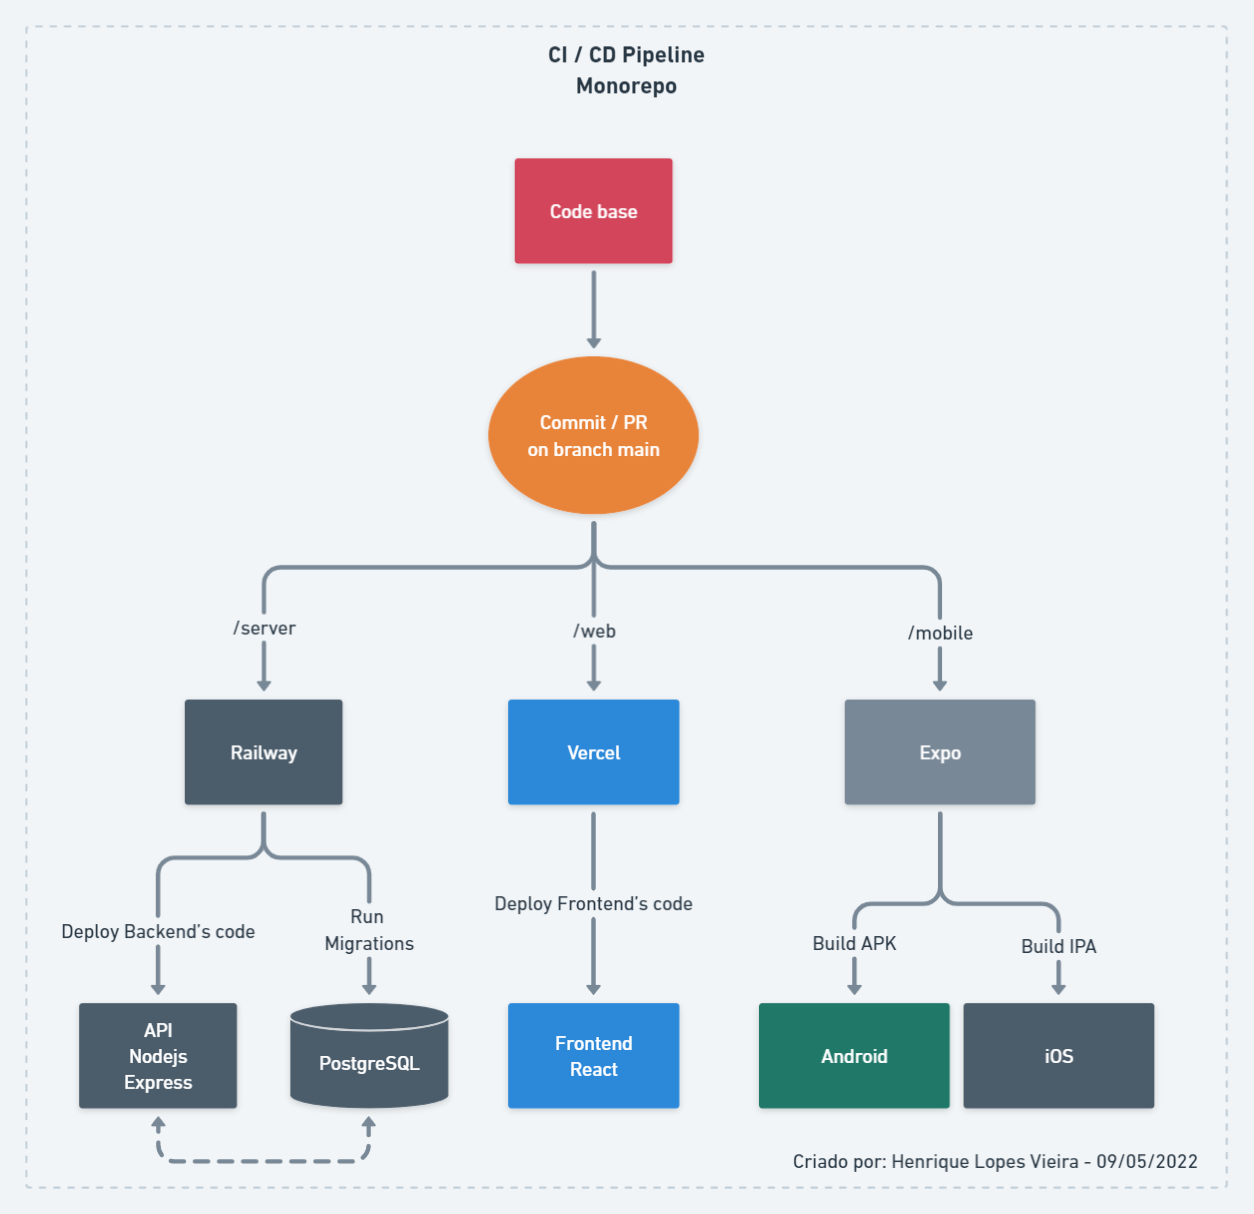 CI / CD Pipeline
Monorepo
Code base
Commit / PR
on branch main
/server
/web
/mobile
Railway
Vercel
Expo
Deploy Backend’s code
Run
Migrations
Deploy Frontend’s code
Build APK
Build IPA
API
Nodejs
Express
PostgreSQL
Frontend
React
Android
iOS
Criado por: Henrique Lopes Vieira - 09/05/2022